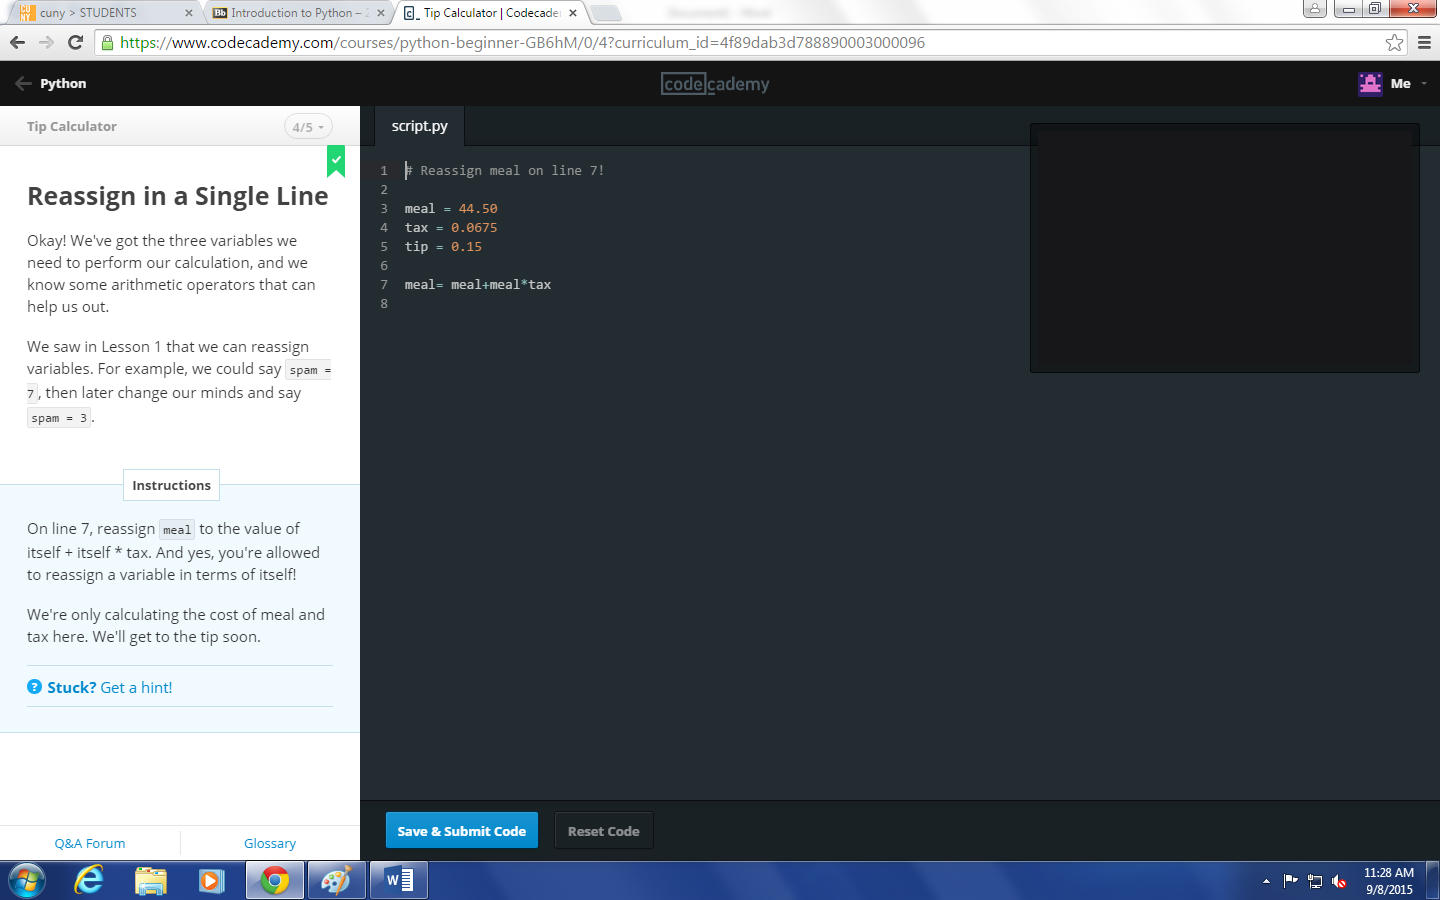 cuny > STUDENTS
Introduction to Python –
Tip Calculator | Codecade
https://www.codecademy.com/courses/python-beginner-GB6hM/0/4?curriculum_id=4f89dab3d788890003000096
Python
codecademy
Me
Tip Calculator
4/5
script.py
Reassign in a Single Line
Okay! We've got the three variables we
need to perform our calculation, and we
know some arithmetic operators that can
help us out.
We saw in Lesson 1 that we can reassign
variables. For example, we could say spam =
7, then later change our minds and say
spam = 3.
Instructions
On line 7, reassign meal to the value of
itself + itself * tax. And yes, you're allowed
to reassign a variable in terms of itself!
We're only calculating the cost of meal and
tax here. We'll get to the tip soon.
? Stuck? Get a hint!
Q&A Forum
Glossary
1 # Reassign meal on line 7!
2
3 meal = 44.50
4 tax = 0.0675
5 tip = 0.15
6
7 meal= meal+meal*tax
8
Save & Submit Code
Reset Code
11:28 AM
9/8/2015